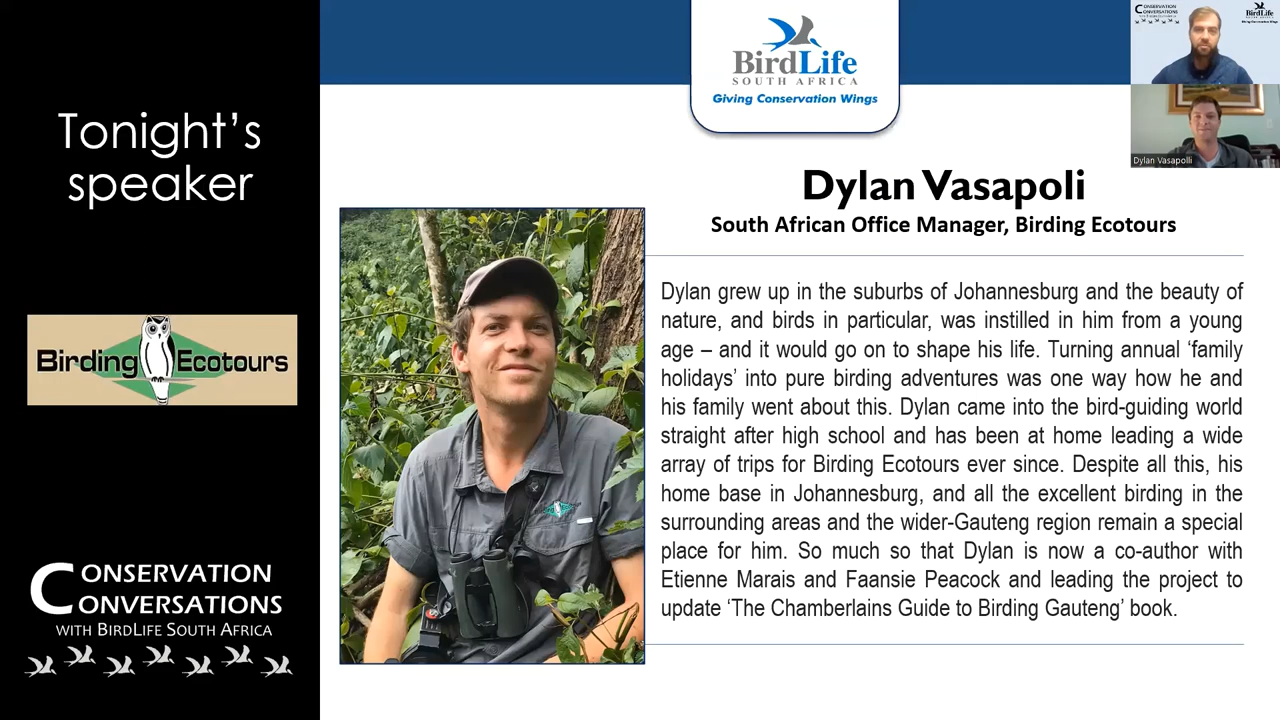 Tonight's
speaker
Birding Ecotours
CONSERVATION
CONVERSATIONS
WITH BIRDLIFE SOUTH AFRICA
BirdLife
SOUTH AFRICA
Giving Conservation Wings
CONSERVATION
CONVERSATIONS
BirdLife
Dylan Vasapolli
Dylan Vasapoli
South African Office Manager, Birding Ecotours
Dylan grew up in the suburbs of Johannesburg and the beauty of
nature, and birds in particular, was instilled in him from a young
age – and it would go on to shape his life. Turning annual ‘family
holidays’ into pure birding adventures was one way how he and
his family went about this. Dylan came into the bird-guiding world
straight after high school and has been at home leading a wide
array of trips for Birding Ecotours ever since. Despite all this, his
home base in Johannesburg, and all the excellent birding in the
surrounding areas and the wider-Gauteng region remain a special
place for him. So much so that Dylan is now a co-author with
Etienne Marais and Faansie Peacock and leading the project to
update ‘The Chamberlains Guide to Birding Gauteng’ book.